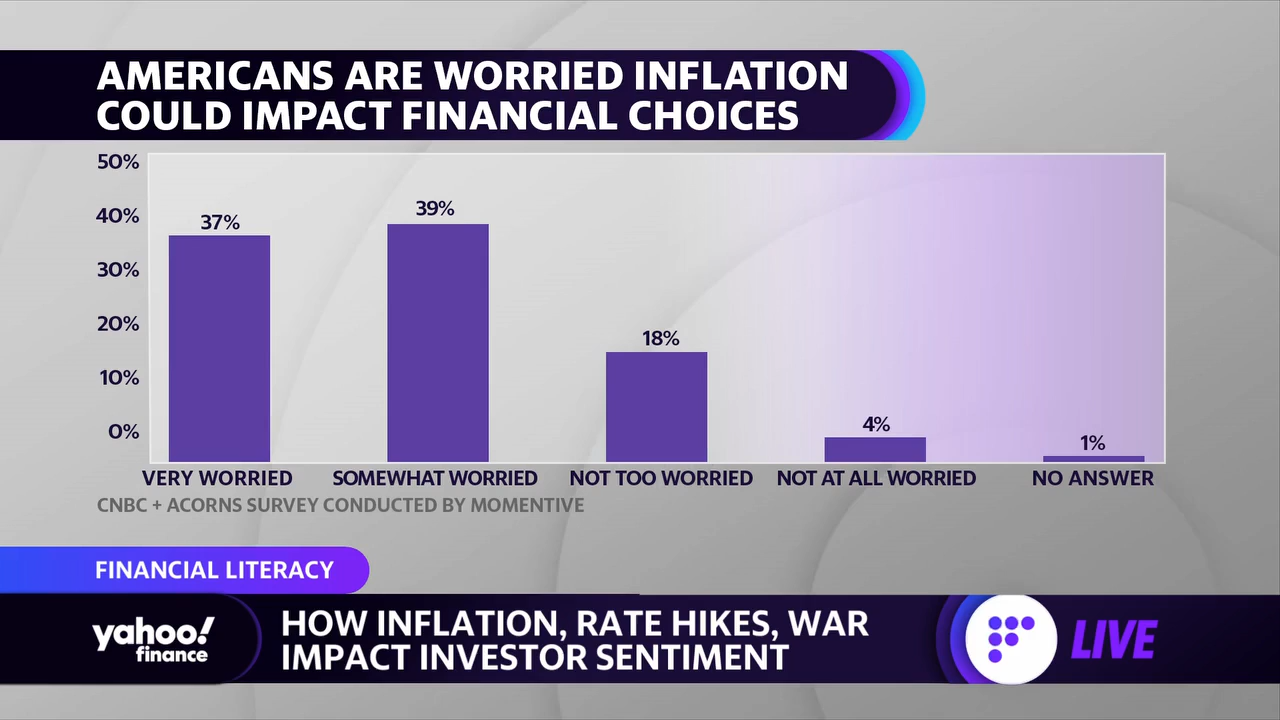 AMERICANS ARE WORRIED INFLATION
COULD IMPACT FINANCIAL CHOICES
50%
40%
30%
20%
10%
0%
37%
39%
18%
4%
1%
VERY WORRIED
SOMEWHAT WORRIED
NOT TOO WORRIED
NOT AT ALL WORRIED
NO ANSWER
CNBC + ACORNS SURVEY CONDUCTED BY MOMENTIVE
FINANCIAL LITERACY
yahoo!
finance
HOW INFLATION, RATE HIKES, WAR
IMPACT INVESTOR SENTIMENT
LIVE